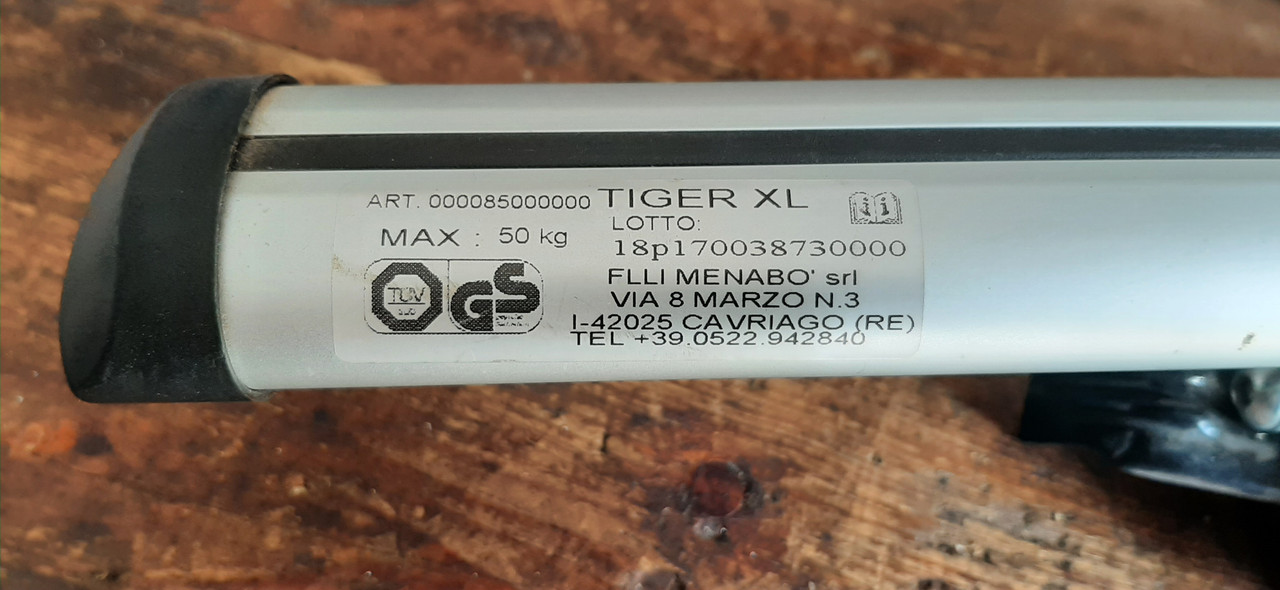 ART. 000085000000 TIGER XL
LOTTO:
MAX : 50 kg
18p170038730000
TÜV
GS
FLLI MENABO' srl
VIA 8 MARZO N.3
I-42025 CAVRIAGO (RE)
TEL +39.0522.942840